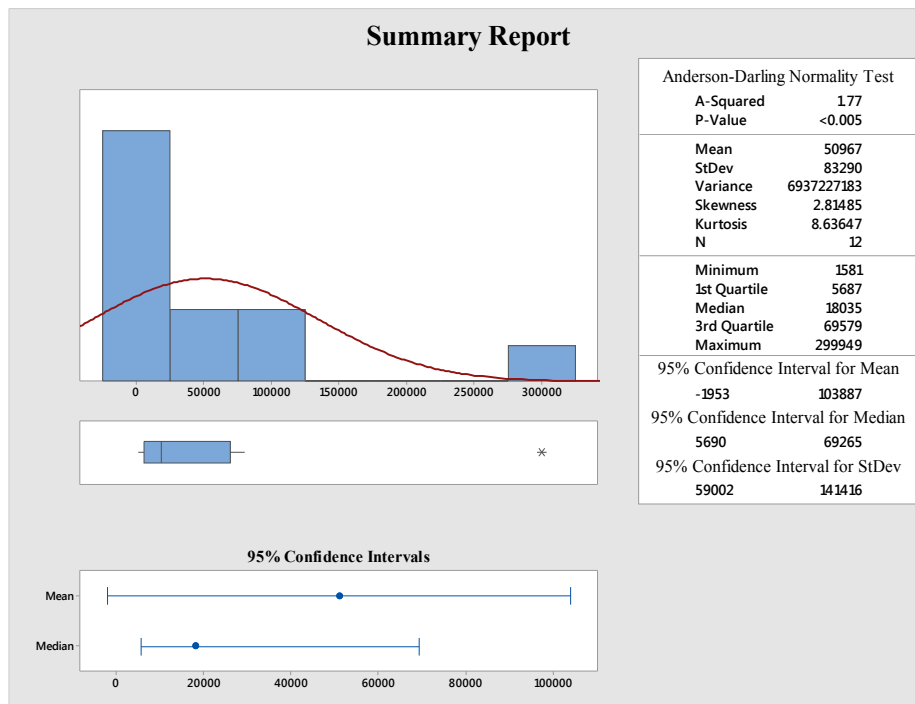 Summary Report
0 50000 100000 150000 200000 250000 300000
Anderson-Darling Normality Test
A-Squared 1.77
P-Value <0.005
Mean 50967
StDev 83290
Variance 6937227183
Skewness 2.81485
Kurtosis 8.63647
N 12
Minimum 1581
1st Quartile 5687
Median 18035
3rd Quartile 69579
Maximum 299949
95% Confidence Interval for Mean
-1953 103887
95% Confidence Interval for Median
5690 69265
95% Confidence Interval for StDev
59002 141416
95% Confidence Intervals
Mean
Median
0 20000 40000 60000 80000 100000